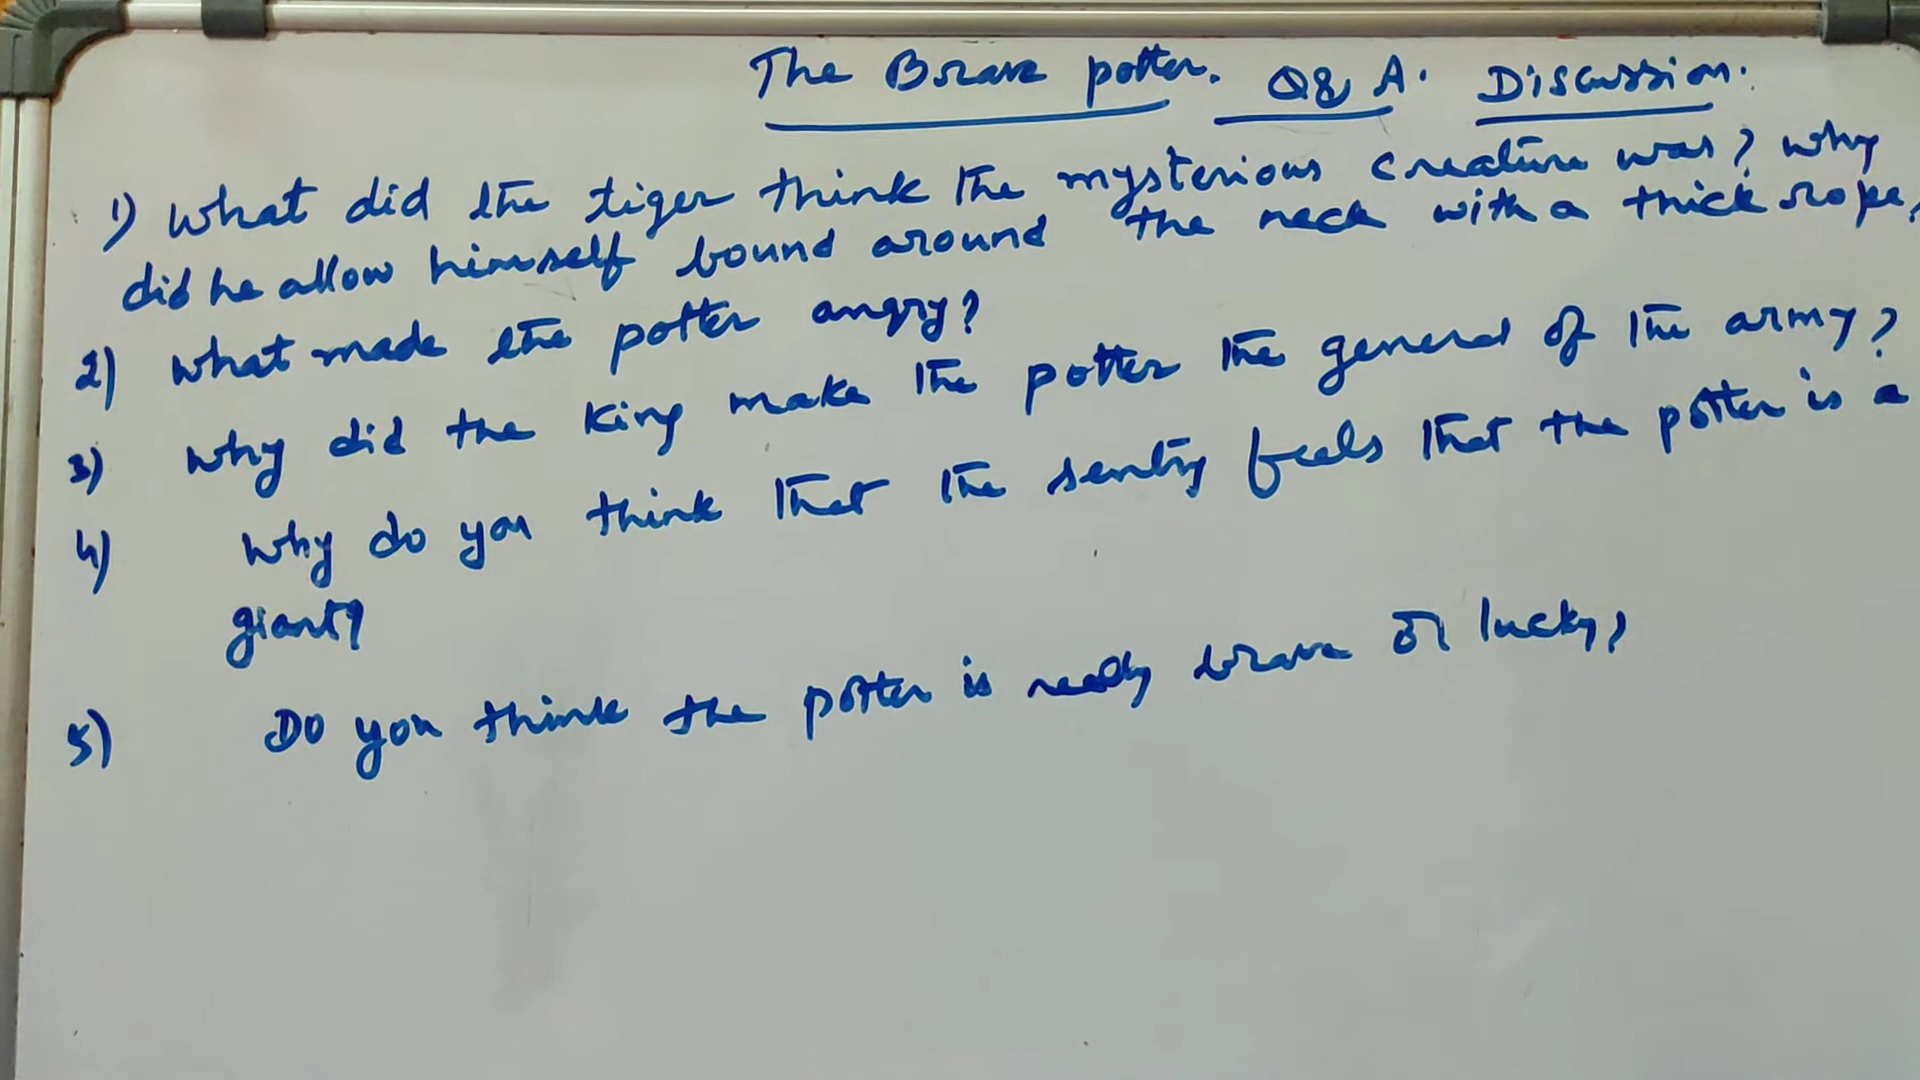 The Brave potter. Q & A. Discussion.
1) What did the tiger think the mysterious creature was? Why
did he allow himself bound around the neck with a thick rope,
2) What made the potter angry?
3) Why did the King make the potter the general of the army?
4) Why do you think that the sentry feels that the potter is a
giant?
5) Do you think the potter is really brave or lucky?